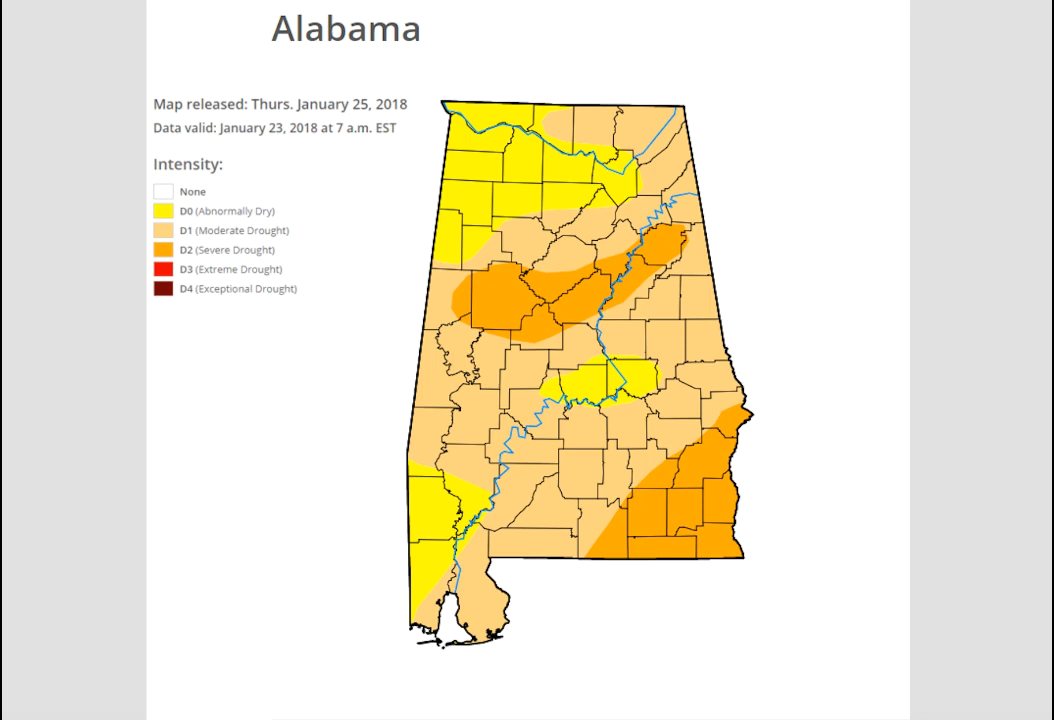 Alabama
Map released: Thurs. January 25, 2018
Data valid: January 23, 2018 at 7 a.m. EST
Intensity:
None
D0 (Abnormally Dry)
D1 (Moderate Drought)
D2 (Severe Drought)
D3 (Extreme Drought)
D4 (Exceptional Drought)